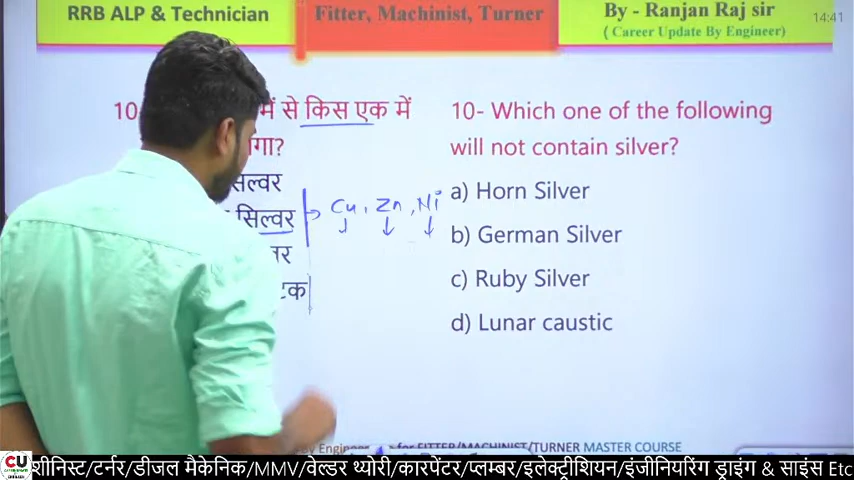 RRB ALP & Technician
Fitter, Machinist, Turner
By - Ranjan Raj sir
( Career Update By Engineer)
14:41
10- में से किस एक में
सिल्वर
सिल्वर
Cu, Zn, Ni
10- Which one of the following
will not contain silver?
a) Horn Silver
b) German Silver
c) Ruby Silver
d) Lunar caustic
By Engineer for FITTER/MACHINIST/TURNER MASTER COURSE
CU
शीनिस्ट/टर्नर/डीजल मैकेनिक/MMV/वेल्डर थ्योरी/कारपेंटर/प्लम्बर/इलेक्ट्रीशियन/इंजीनियरिंग ड्राइंग & साइंस Etc